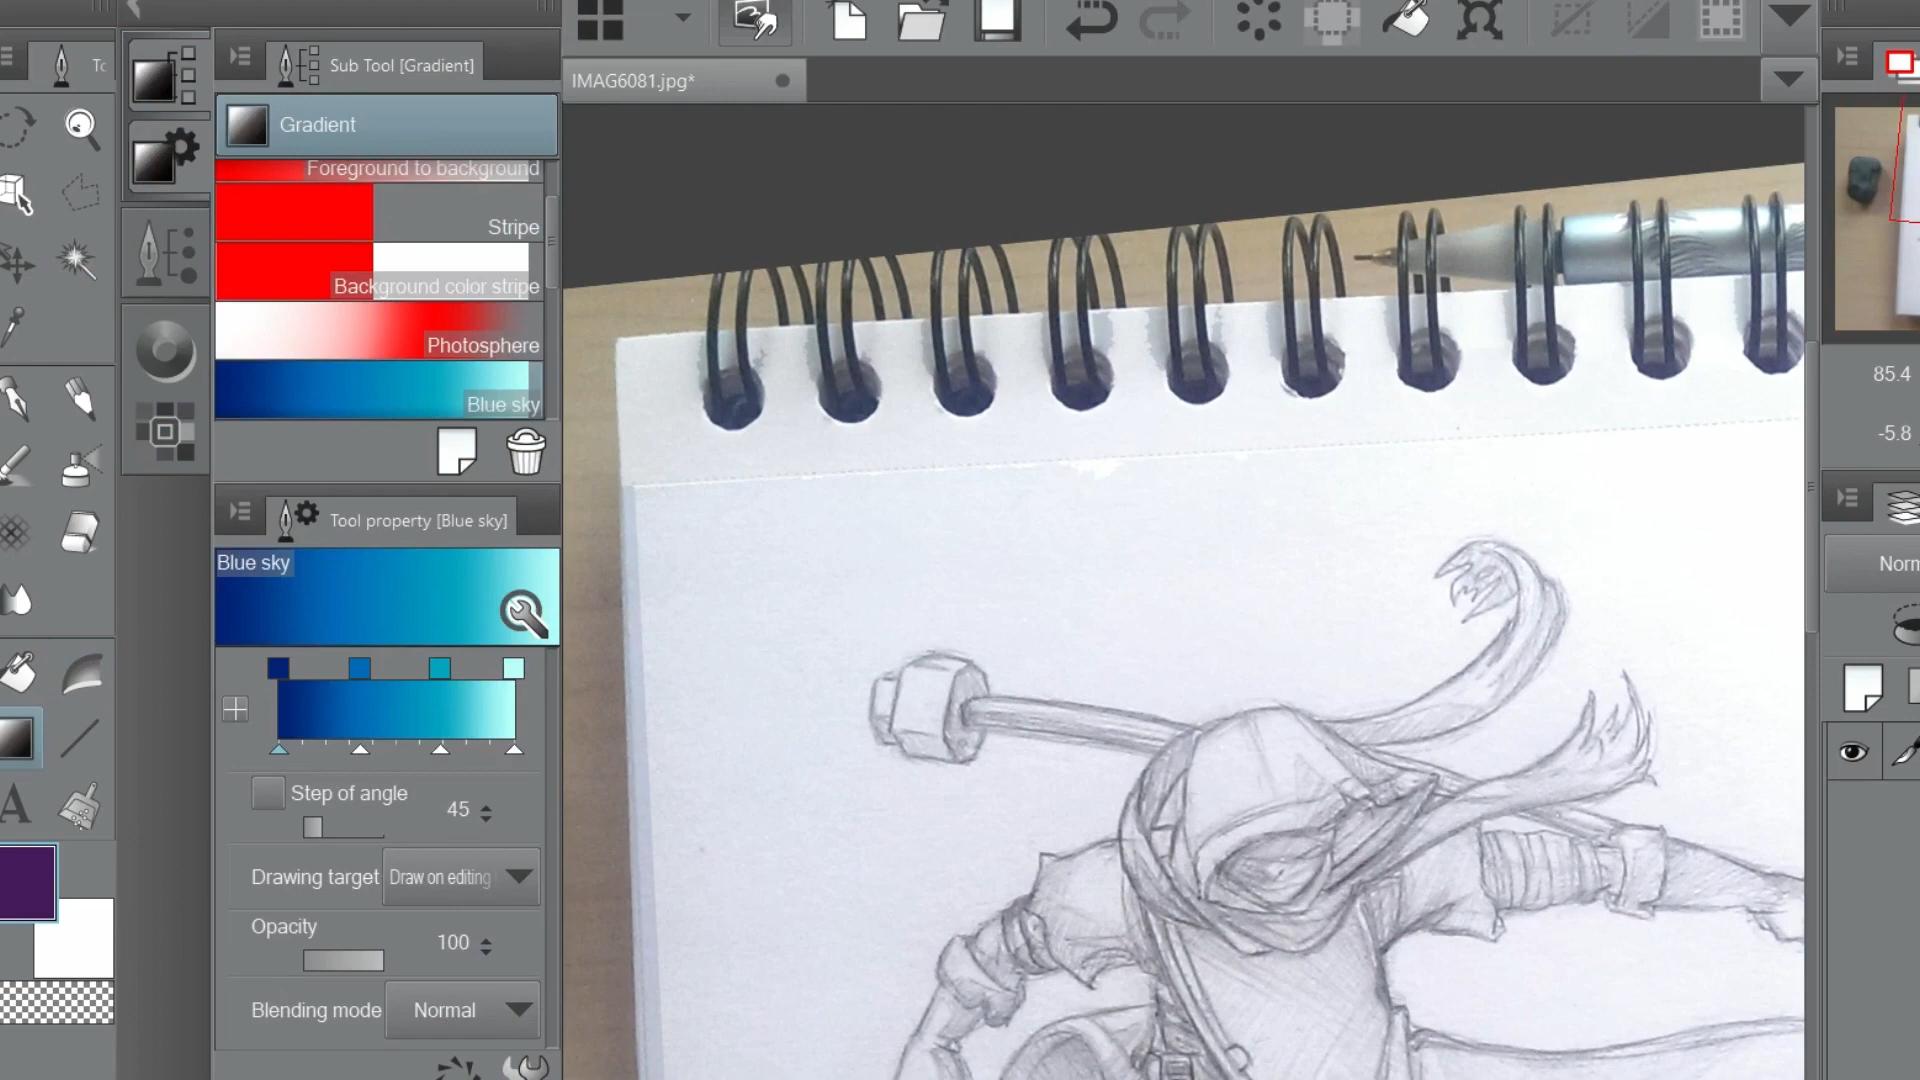 Tc
Sub Tool [Gradient]
IMAG6081.jpg*
Gradient
Foreground to background
Stripe
Background color stripe
Photosphere
Blue sky
Tool property [Blue sky]
Blue sky
Step of angle
45
Drawing target
Draw on editing
Opacity
100
Blending mode
Normal
A
85.4
-5.8
Norm